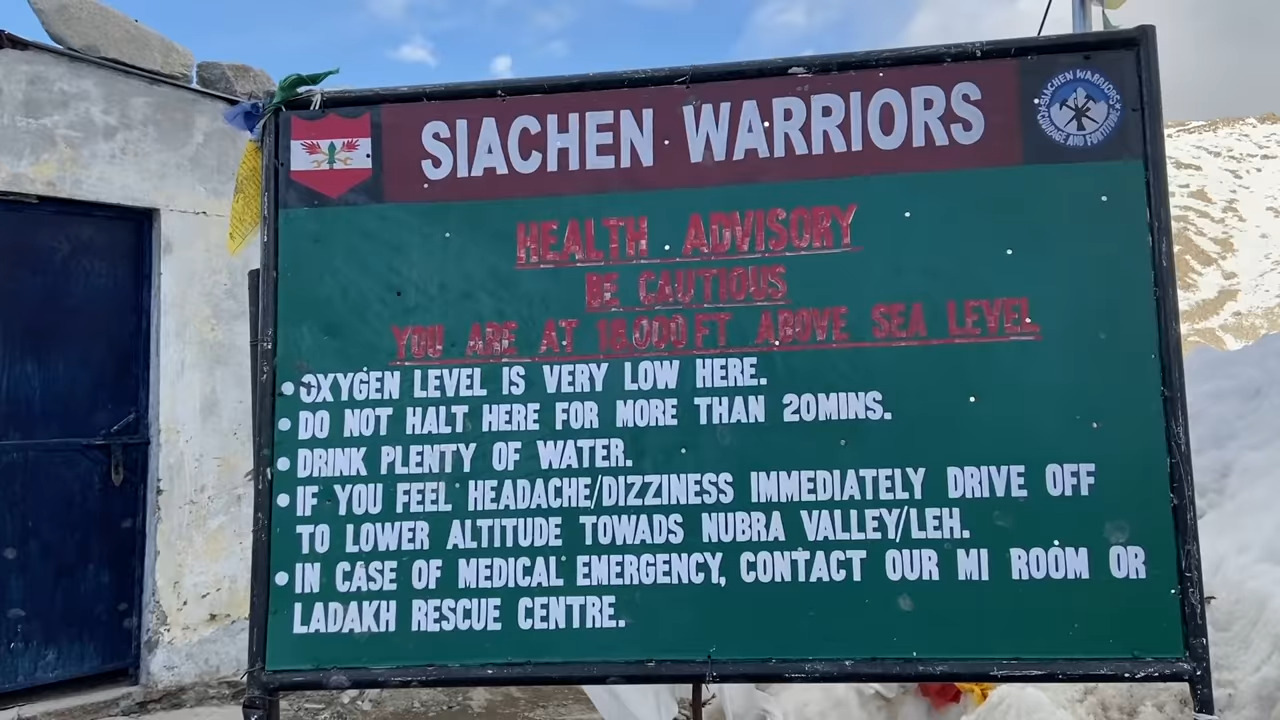 SIACHEN WARRIORS
SIACHEN WARRIORS
COURAGE AND FORTITUDE
HEALTH ADVISORY
BE CAUTIOUS
YOU ARE AT 18000 FT ABOVE SEA LEVEL
• OXYGEN LEVEL IS VERY LOW HERE.
• DO NOT HALT HERE FOR MORE THAN 20MINS.
• DRINK PLENTY OF WATER.
• IF YOU FEEL HEADACHE/DIZZINESS IMMEDIATELY DRIVE OFF
TO LOWER ALTITUDE TOWADS NUBRA VALLEY/LEH.
• IN CASE OF MEDICAL EMERGENCY, CONTACT OUR MI ROOM OR
LADAKH RESCUE CENTRE.